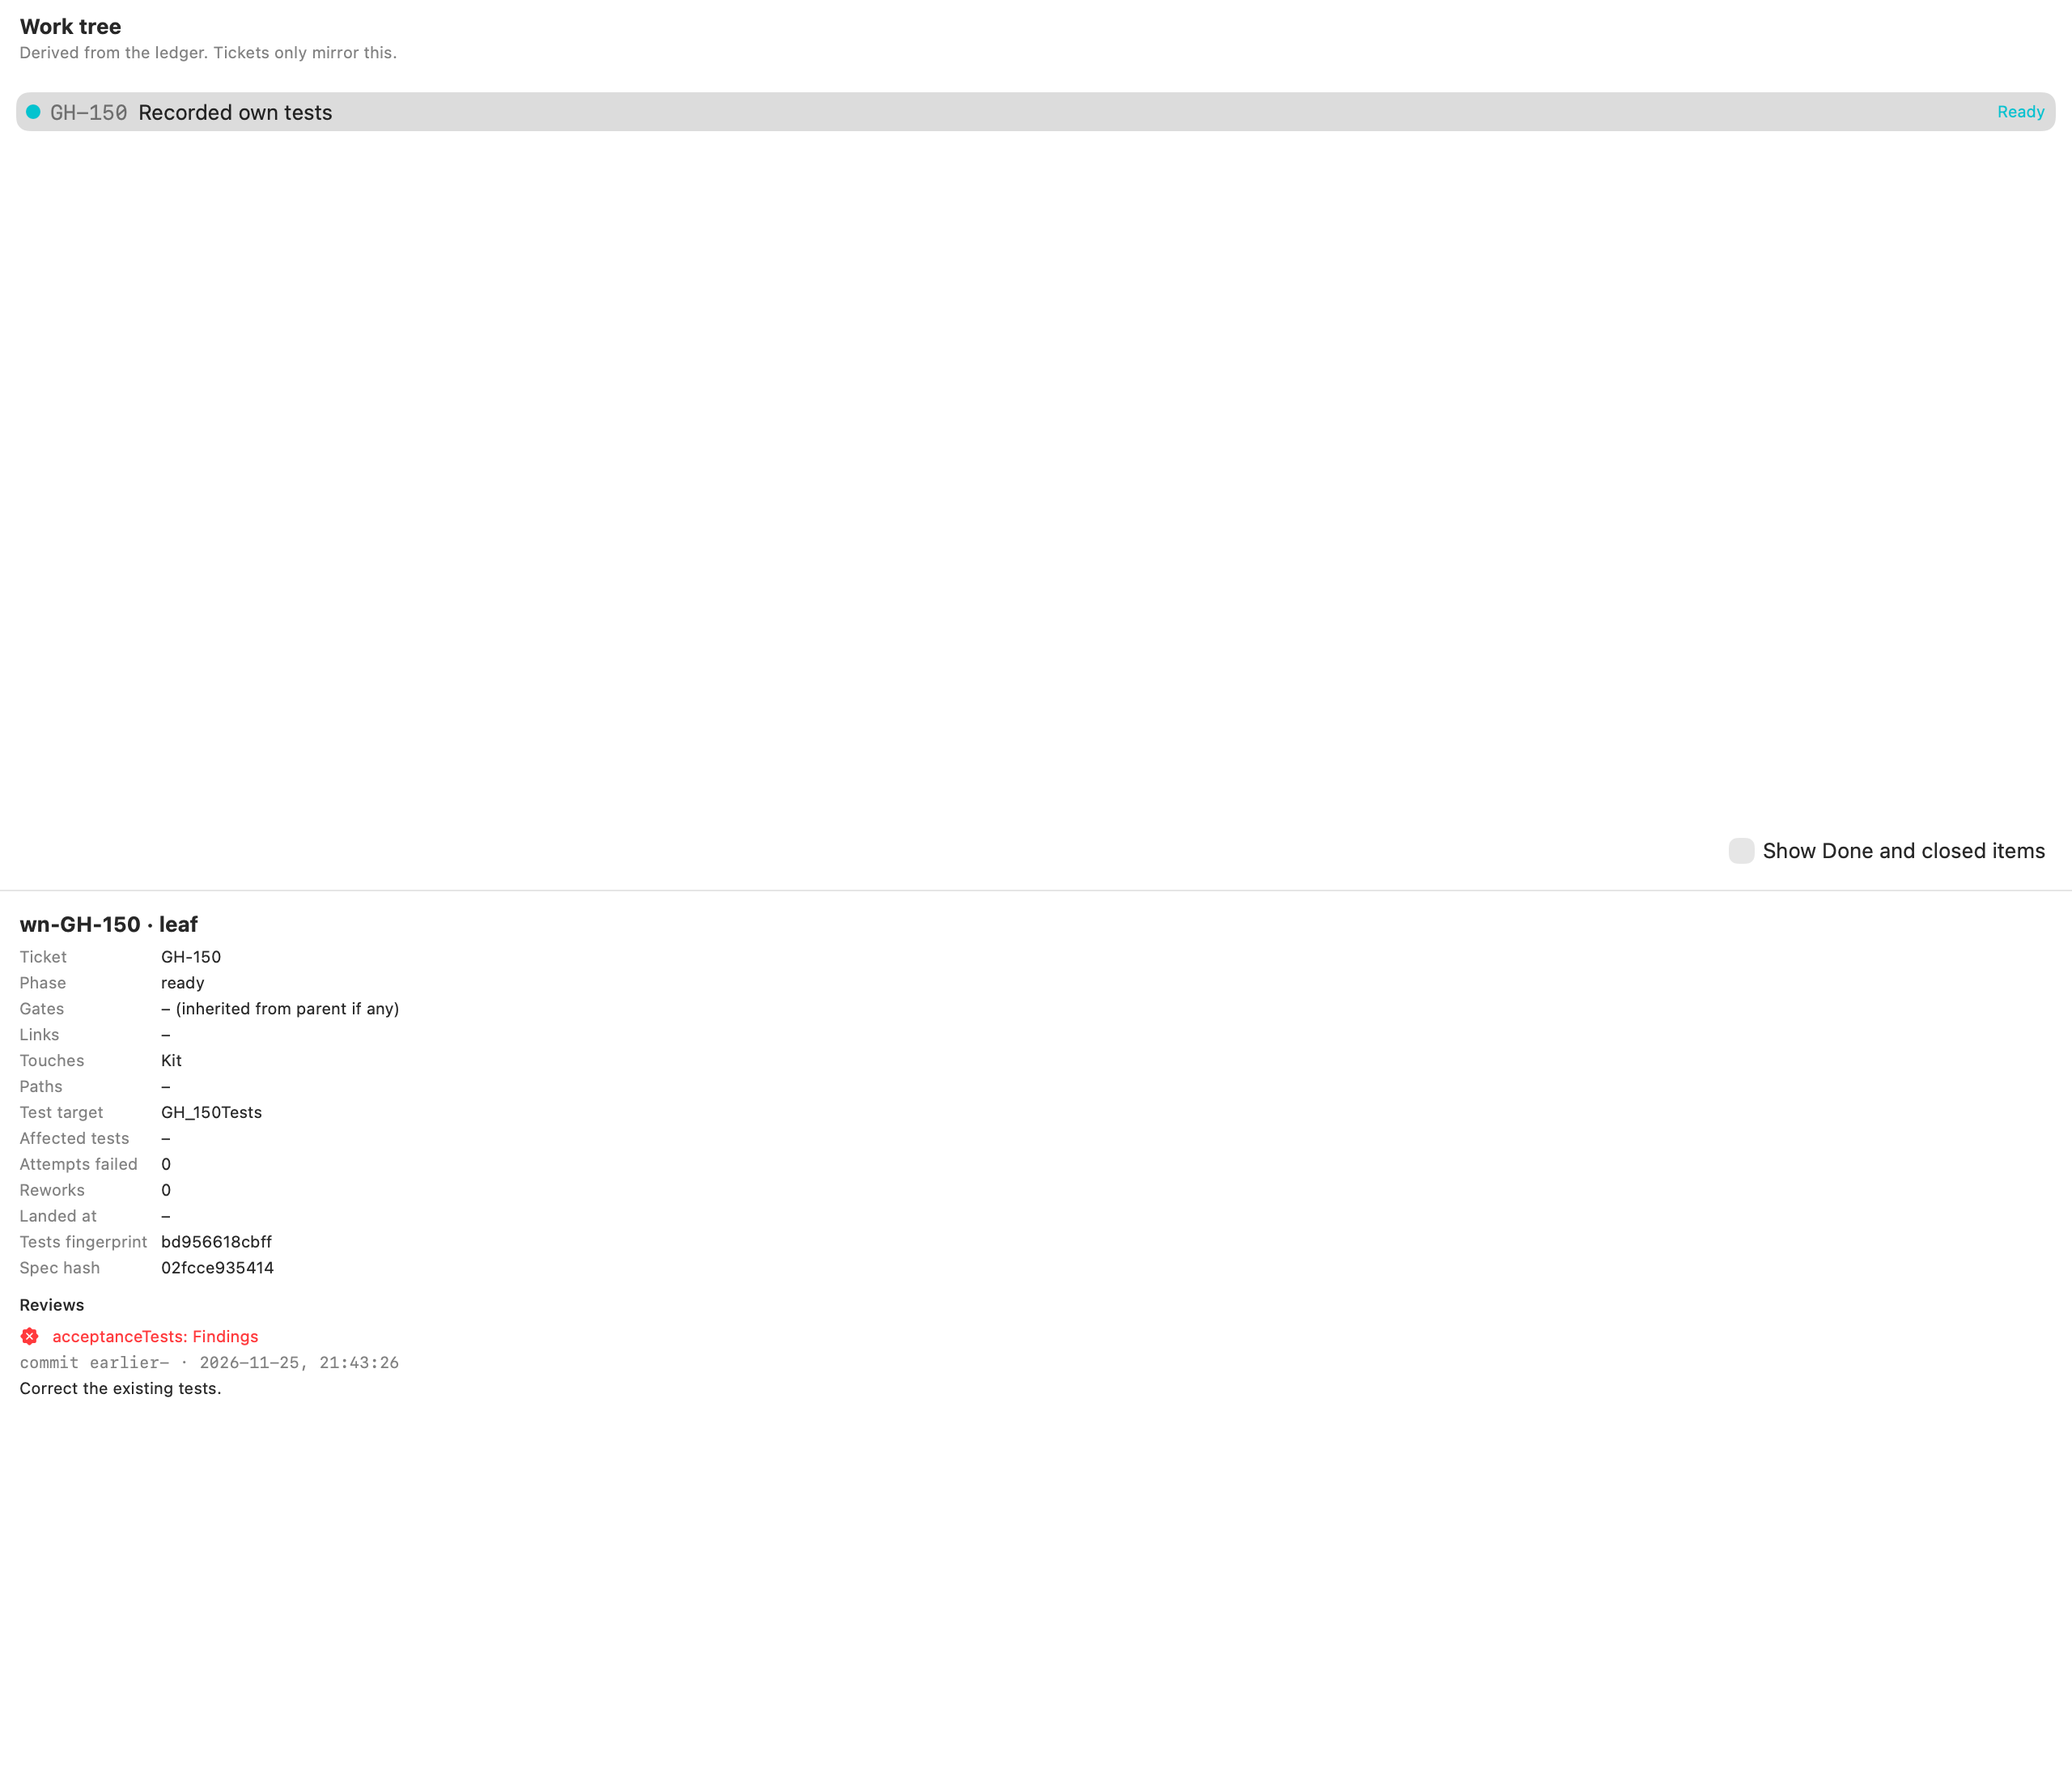 Work tree
Derived from the ledger. Tickets only mirror this.
GH-150 Recorded own tests Ready
Show Done and closed items
wn-GH-150 · leaf
Ticket GH-150
Phase ready
Gates – (inherited from parent if any)
Links –
Touches Kit
Paths –
Test target GH_150Tests
Affected tests –
Attempts failed 0
Reworks 0
Landed at –
Tests fingerprint bd956618cbff
Spec hash 02fcce935414
Reviews
acceptanceTests: Findings
commit earlier– · 2026-11-25, 21:43:26
Correct the existing tests.